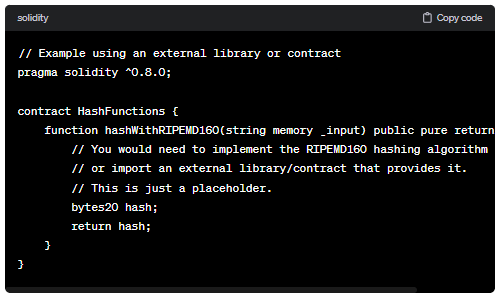 solidity
Copy code
// Example using an external library or contract
pragma solidity ^0.8.0;
contract HashFunctions {
function hashWithRIPEMD160(string memory _input) public pure return
// You would need to implement the RIPEMD160 hashing algorithm
// or import an external library/contract that provides it.
// This is just a placeholder.
bytes20 hash;
return hash;
}
}